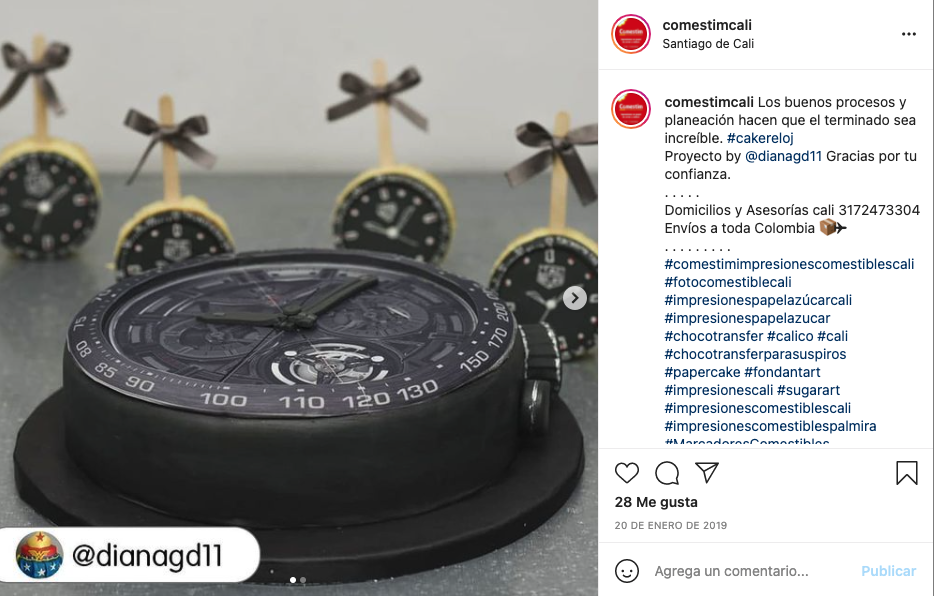 comestimcali
Santiago de Cali
comestimcali Los buenos procesos y
planeación hacen que el terminado sea
increíble. #cakereloj
Proyecto by @dianagd11 Gracias por tu
confianza.
. . . . .
Domicilios y Asesorías cali 3172473304
Envíos a toda Colombia 📦✈
. . . . . . . . .
#comestimimpresionescomestiblescali
#fotocomestiblecali
#impresionespapelazúcarcali
#impresionespapelazucar
#chocotransfer #calico #cali
#chocotransferparasuspiros
#papercake #fondantart
#impresionescali #sugarart
#impresionescomestiblescali
#impresionescomestiblespalmira
#MarcadoresComestibles
28 Me gusta
20 DE ENERO DE 2019
Agrega un comentario... Publicar
75 80 85 90 100 110 120 130 150 170 200
@dianagd11